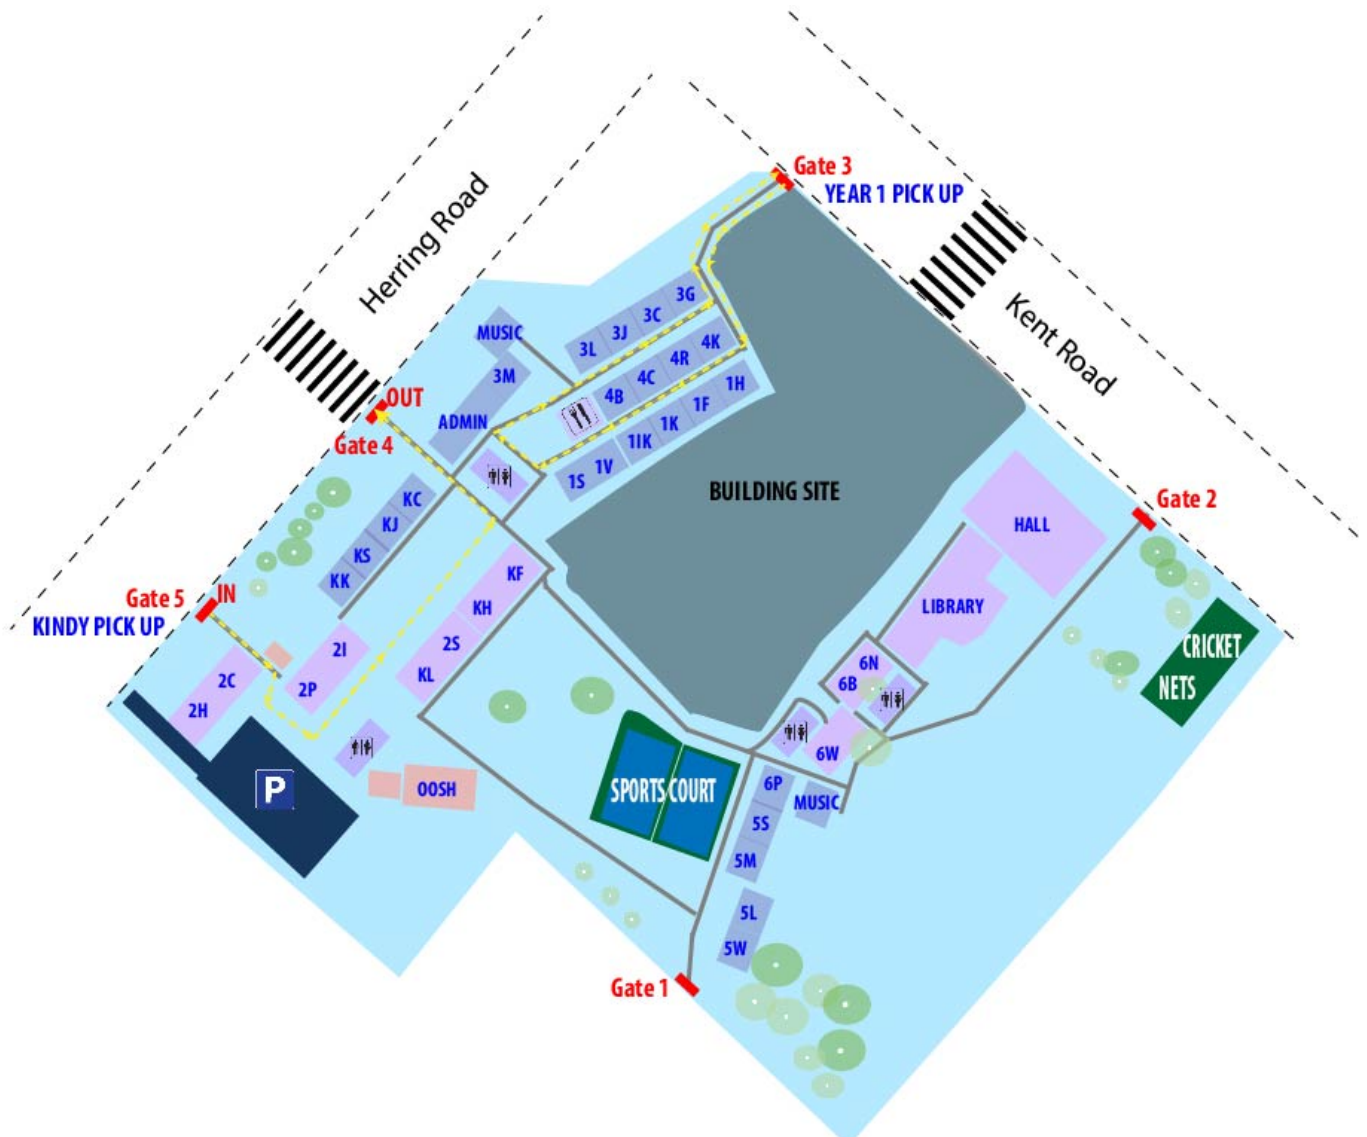 Gate 3
YEAR 1 PICK UP
Herring Road
Kent Road
3G
3C
3J
3L
MUSIC
3M
ADMIN
4K
4R
4C
4B
1H
1F
1K
1IK
1V
1S
OUT
Gate 4
KC
KJ
KS
KK
BUILDING SITE
HALL
Gate 2
LIBRARY
CRICKET
NETS
Gate 5
IN
KINDY PICK UP
KF
KH
2S
KL
2I
2P
2C
2H
P
OOSH
6N
6B
6W
SPORTS COURT
6P
MUSIC
5S
5M
5L
5W
Gate 1